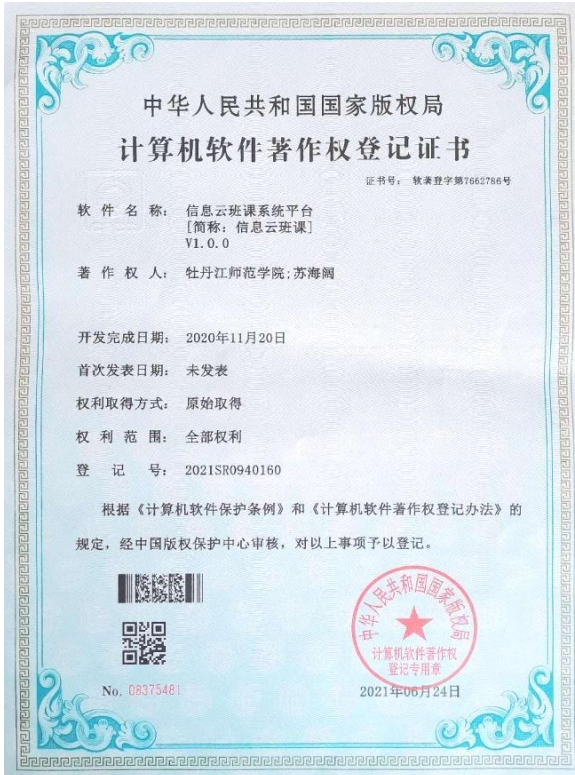 中华人民共和国国家版权局
计算机软件著作权登记证书
证书号： 软著登字第7662786号
软件名称： 信息云班课系统平台
[简称：信息云班课]
V1.0.0
著作权人： 牡丹江师范学院;苏海阔
开发完成日期： 2020年11月20日
首次发表日期： 未发表
权利取得方式： 原始取得
权利范围： 全部权利
登记号： 2021SR0940160
根据《计算机软件保护条例》和《计算机软件著作权登记办法》的
规定，经中国版权保护中心审核，对以上事项予以登记。
中华人民共和国国家版权局
计算机软件著作权
登记专用章
No. 08375481
2021年06月24日